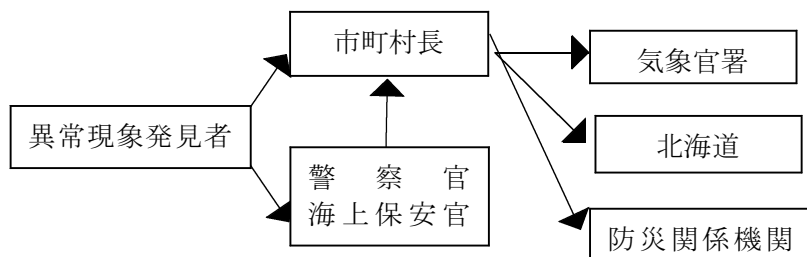 市町村長
気象官署
異常現象発見者
北海道
警察官
海上保安官
防災関係機関